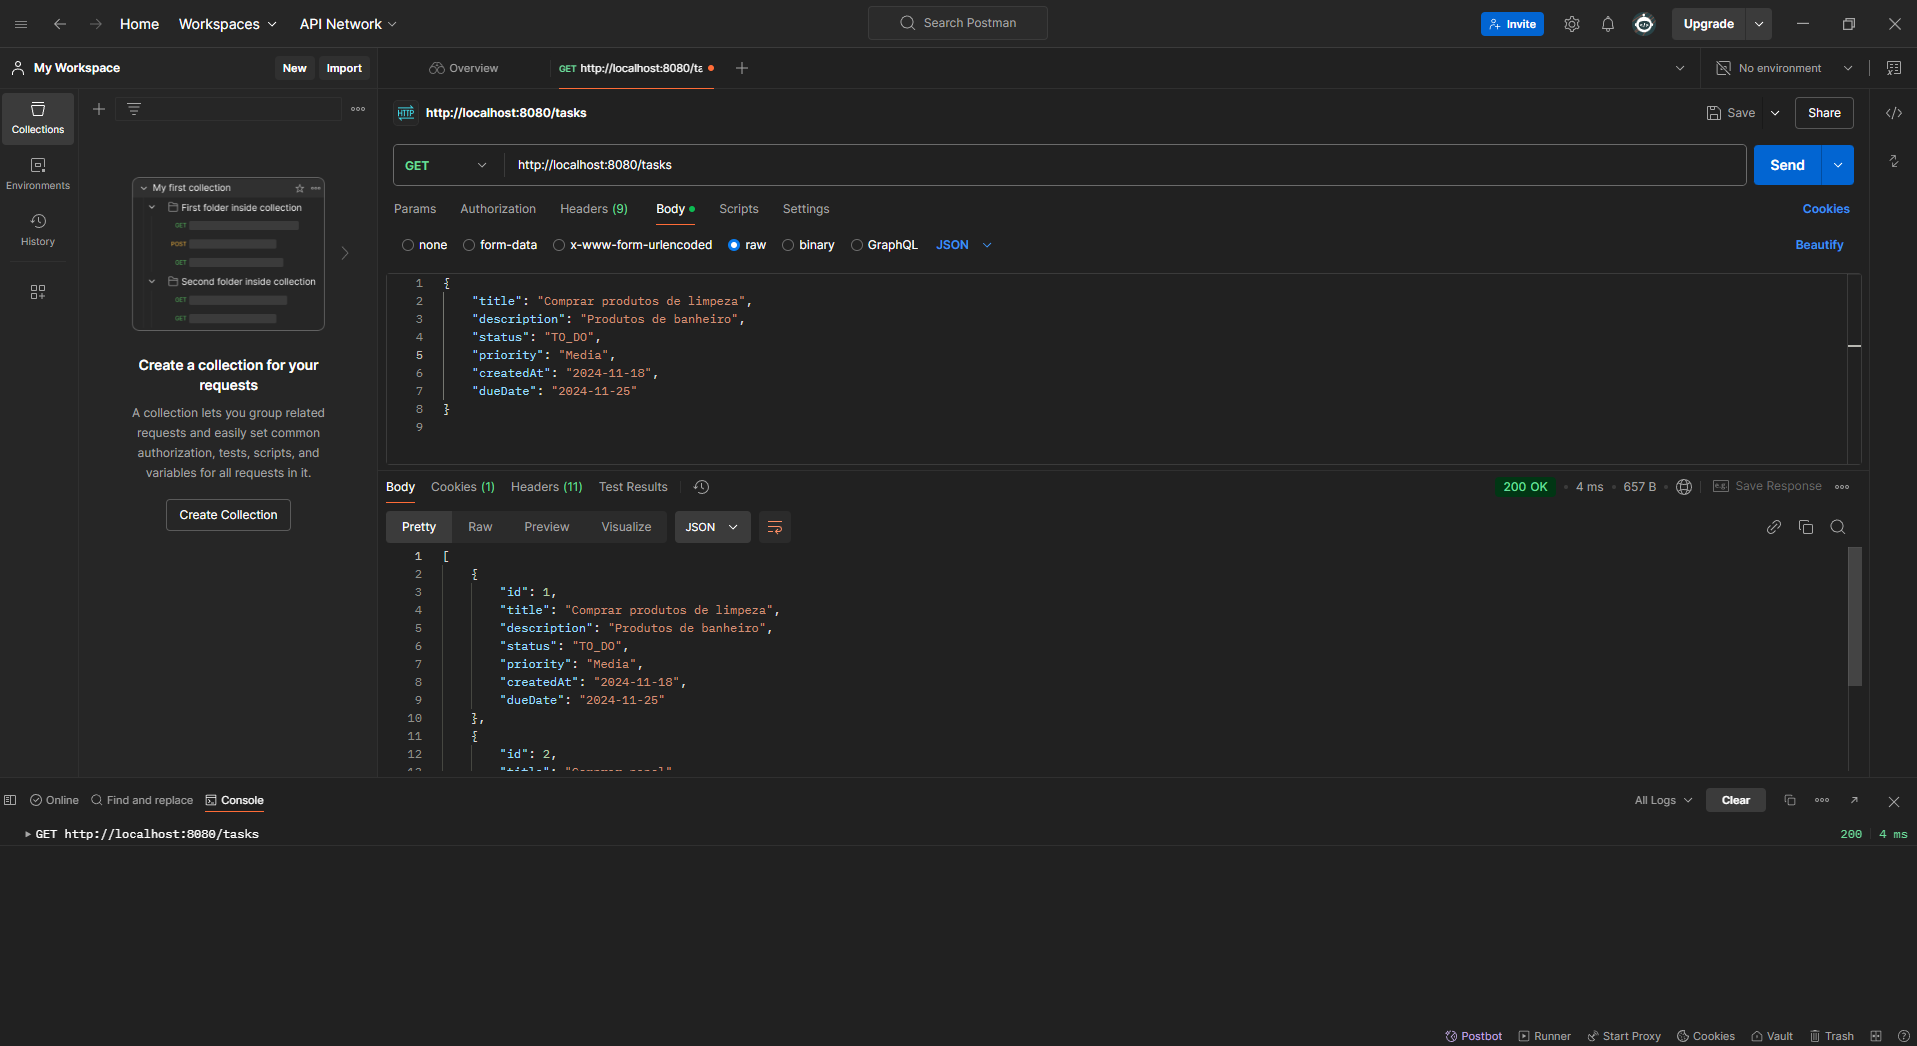 Home Workspaces API Network Search Postman Invite Upgrade
My Workspace New Import Overview GET http://localhost:8080/ta No environment
Collections
Environments
History
My first collection
First folder inside collection
GET
POST
GET
Second folder inside collection
GET
GET
Create a collection for your
requests
A collection lets you group related
requests and easily set common
authorization, tests, scripts, and
variables for all requests in it.
Create Collection
HTTP http://localhost:8080/tasks Save Share
GET http://localhost:8080/tasks Send
Params Authorization Headers (9) Body Scripts Settings Cookies
none form-data x-www-form-urlencoded raw binary GraphQL JSON Beautify
1 {
2 "title": "Comprar produtos de limpeza",
3 "description": "Produtos de banheiro",
4 "status": "TO_DO",
5 "priority": "Media",
6 "createdAt": "2024-11-18",
7 "dueDate": "2024-11-25"
8 }
9
Body Cookies (1) Headers (11) Test Results 200 OK 4 ms 657 B Save Response
Pretty Raw Preview Visualize JSON
1 [
2 {
3 "id": 1,
4 "title": "Comprar produtos de limpeza",
5 "description": "Produtos de banheiro",
6 "status": "TO_DO",
7 "priority": "Media",
8 "createdAt": "2024-11-18",
9 "dueDate": "2024-11-25"
10 },
11 {
12 "id": 2,
Online Find and replace Console All Logs Clear
GET http://localhost:8080/tasks 200 4 ms
Postbot Runner Start Proxy Cookies Vault Trash